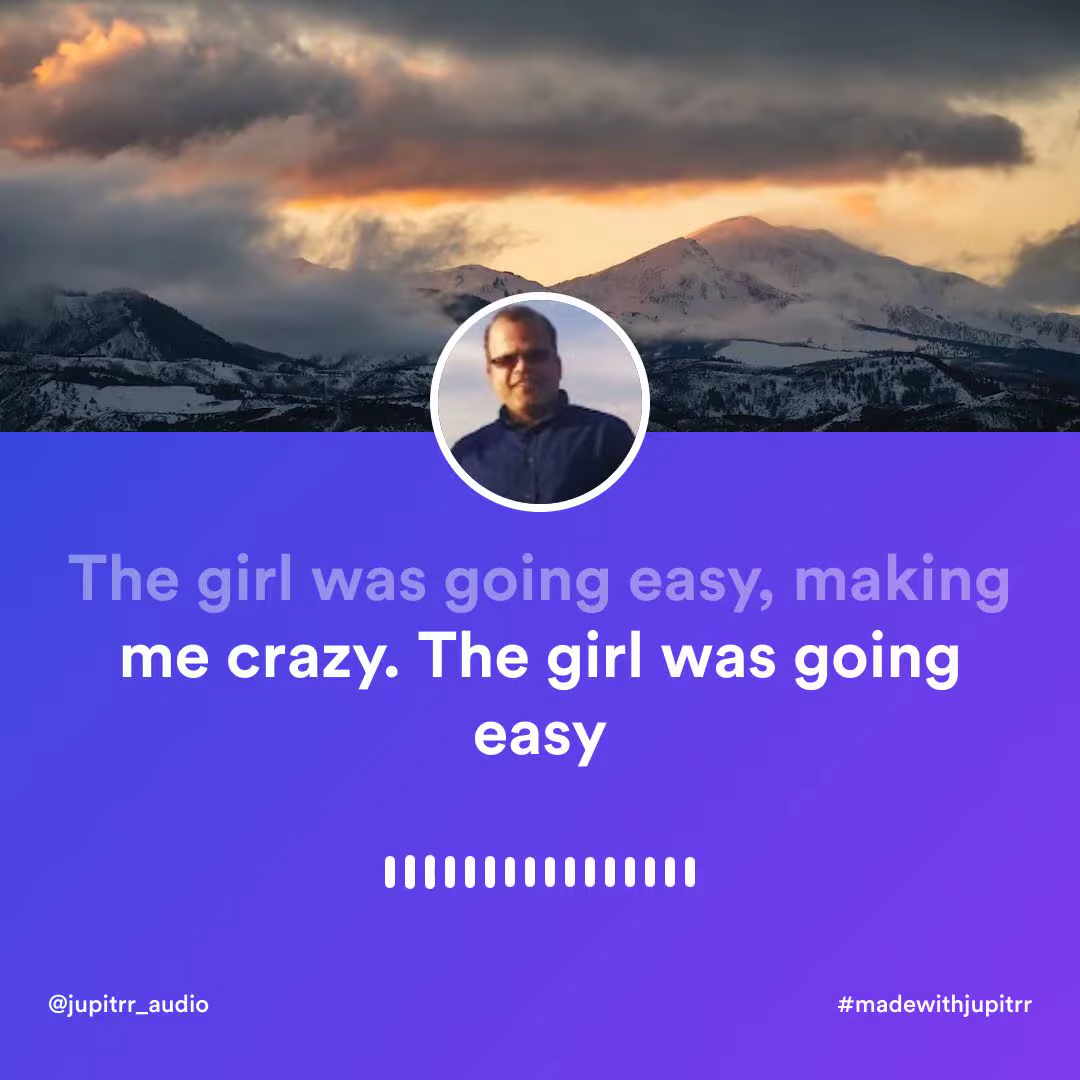 The girl was going easy, making
me crazy. The girl was going
easy
@jupitrr_audio
#madewithjupitrr